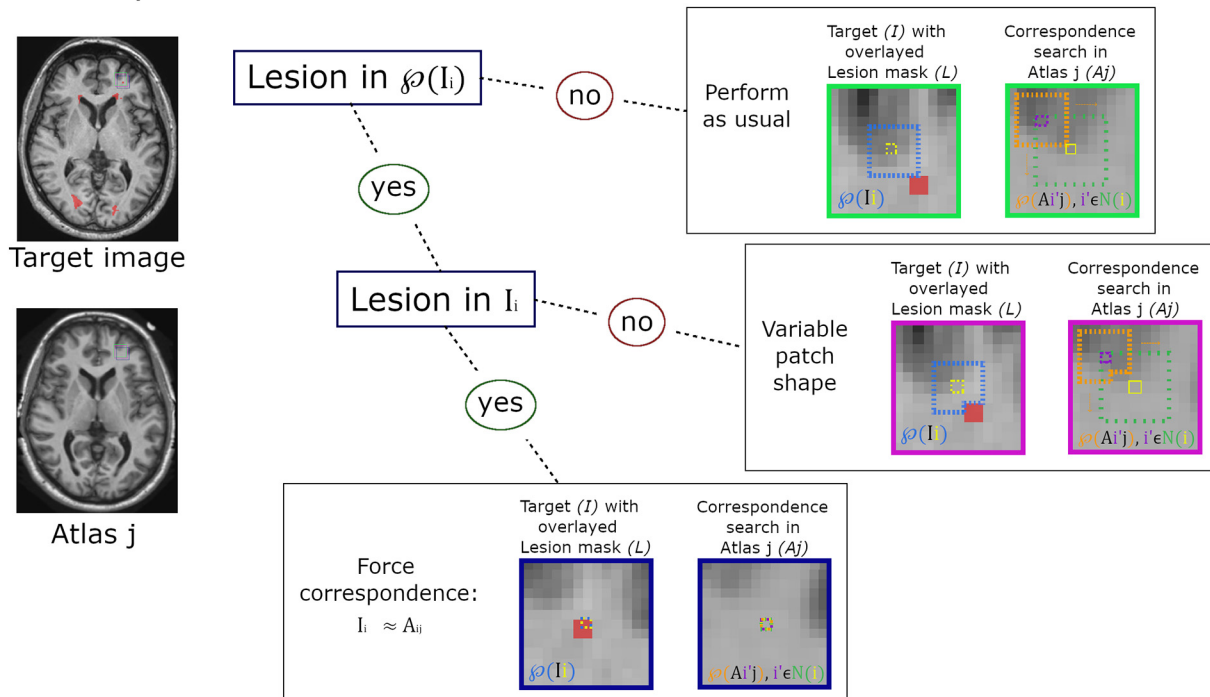 Target image
Atlas j
Lesion in ℘(Iᵢ)
no
yes
Perform
as usual
Target (I) with
overlayed
Lesion mask (L)
℘(Ii)
Correspondence
search in
Atlas j (Aj)
℘(Ai'j), i'ϵN(i)
Lesion in Iᵢ
no
yes
Variable
patch
shape
Target (I) with
overlayed
Lesion mask (L)
℘(Ii)
Correspondence
search in
Atlas j (Aj)
℘(Ai'j), i'ϵN(i)
Force
correspondence:
Iᵢ ≈ Aᵢⱼ
Target (I) with
overlayed
Lesion mask (L)
℘(Ii)
Correspondence
search in
Atlas j (Aj)
℘(Ai'j), i'ϵN(i)